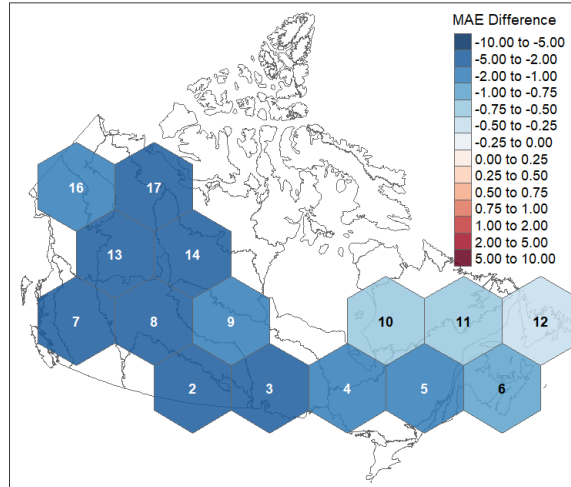 MAE Difference
-10.00 to -5.00
-5.00 to -2.00
-2.00 to -1.00
-1.00 to -0.75
-0.75 to -0.50
-0.50 to -0.25
-0.25 to 0.00
0.00 to 0.25
0.25 to 0.50
0.50 to 0.75
0.75 to 1.00
1.00 to 2.00
2.00 to 5.00
5.00 to 10.00
16 17
13 14
7 8 9 10 11 12
2 3 4 5 6